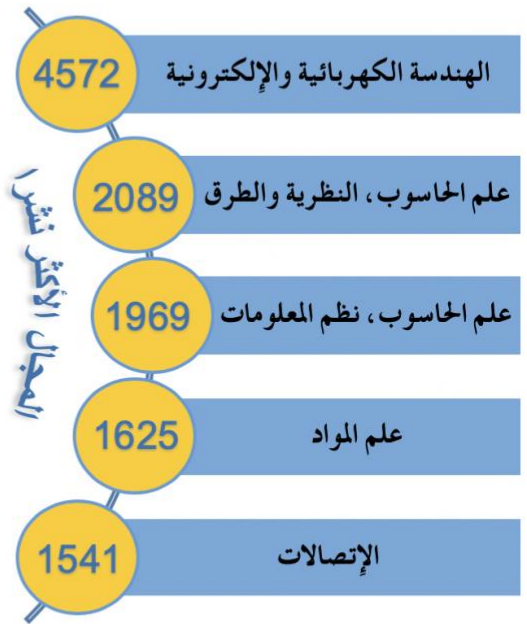 الهندسة الكهربائية والإلكترونية
4572
علم الحاسوب، النظرية والطرق
2089
علم الحاسوب، نظم المعلومات
1969
علم المواد
1625
الإتصالات
1541
المجال الأكثر نشرا